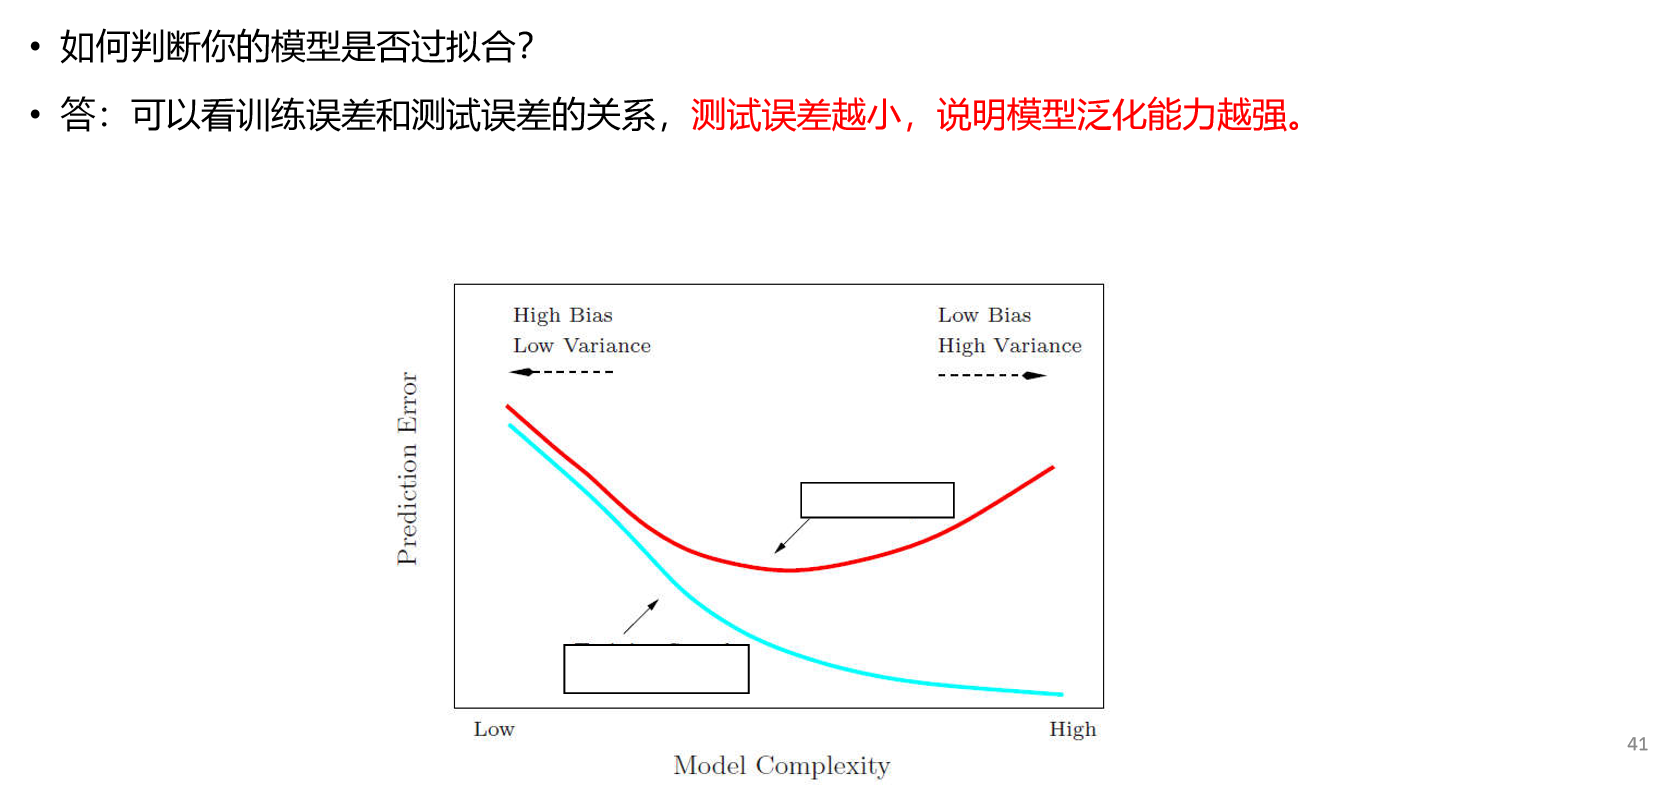 • 如何判断你的模型是否过拟合？
• 答：可以看训练误差和测试误差的关系，测试误差越小，说明模型泛化能力越强。
High Bias
Low Variance
Low Bias
High Variance
Prediction Error
Low
High
Model Complexity
41